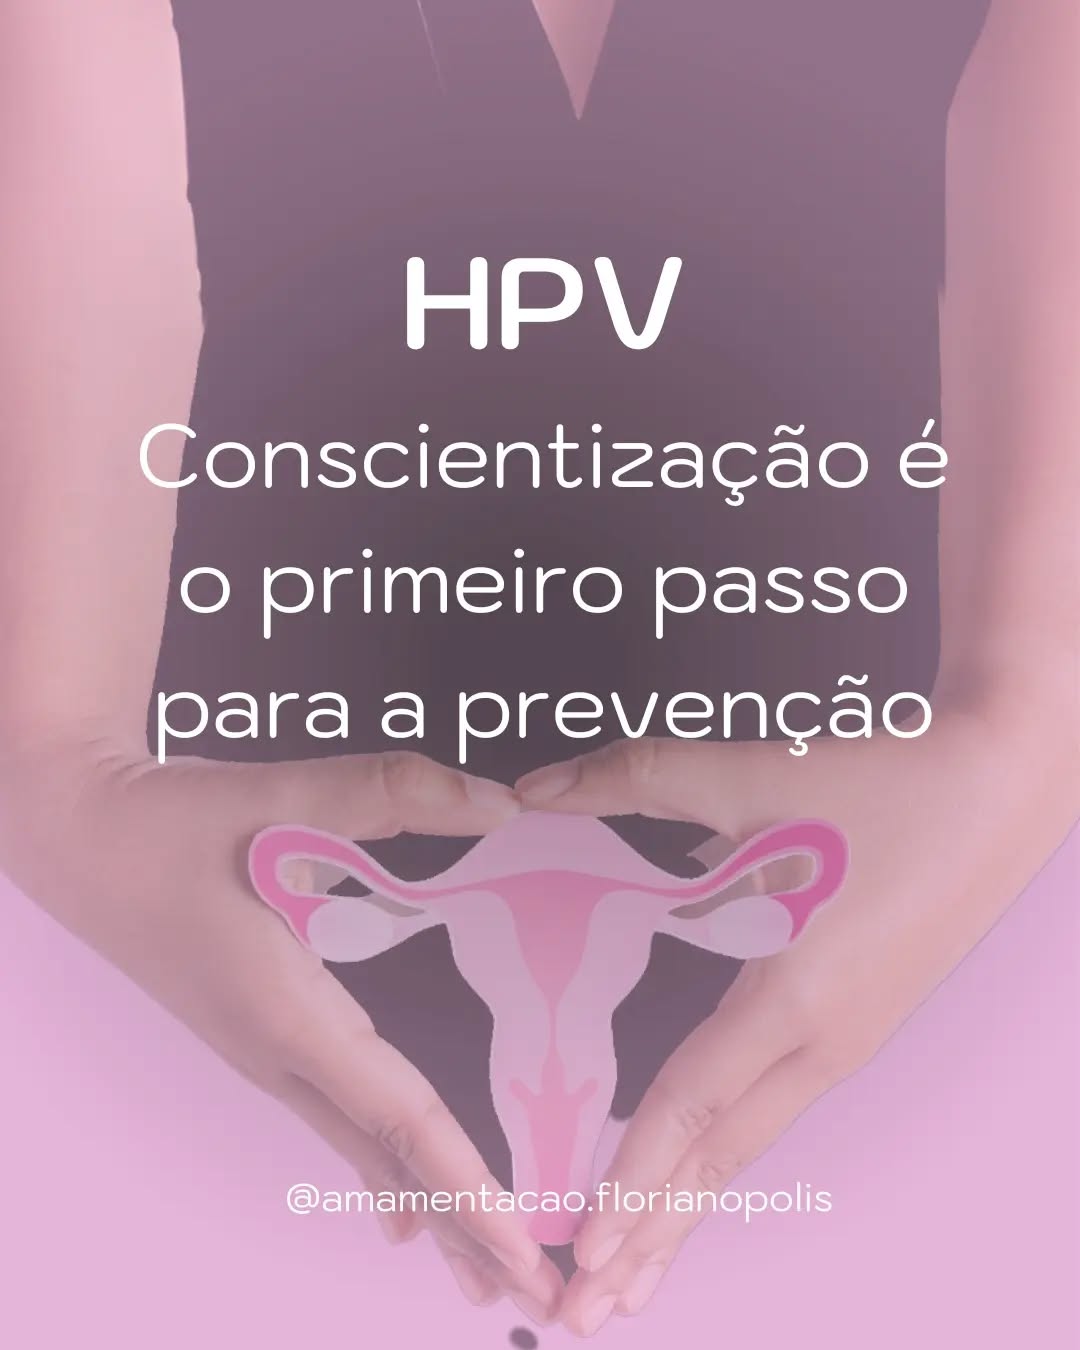 HPV
Conscientização é
o primeiro passo
para a prevenção
@amamentacao.florianopolis